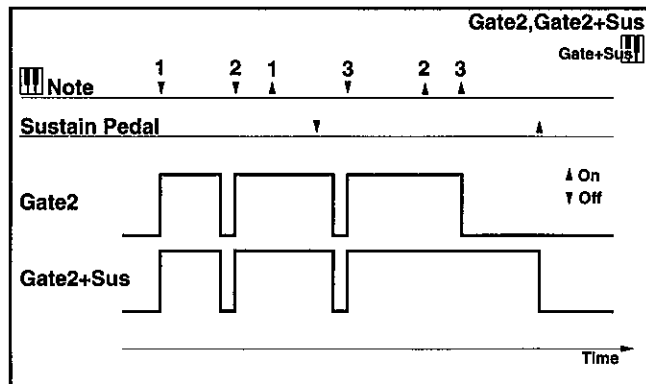 Gate2,Gate2+Sus
Gate+Sus
1 2 1 3 2 3
Note
Sustain Pedal
▲ On
▼ Off
Gate2
Gate2+Sus
Time